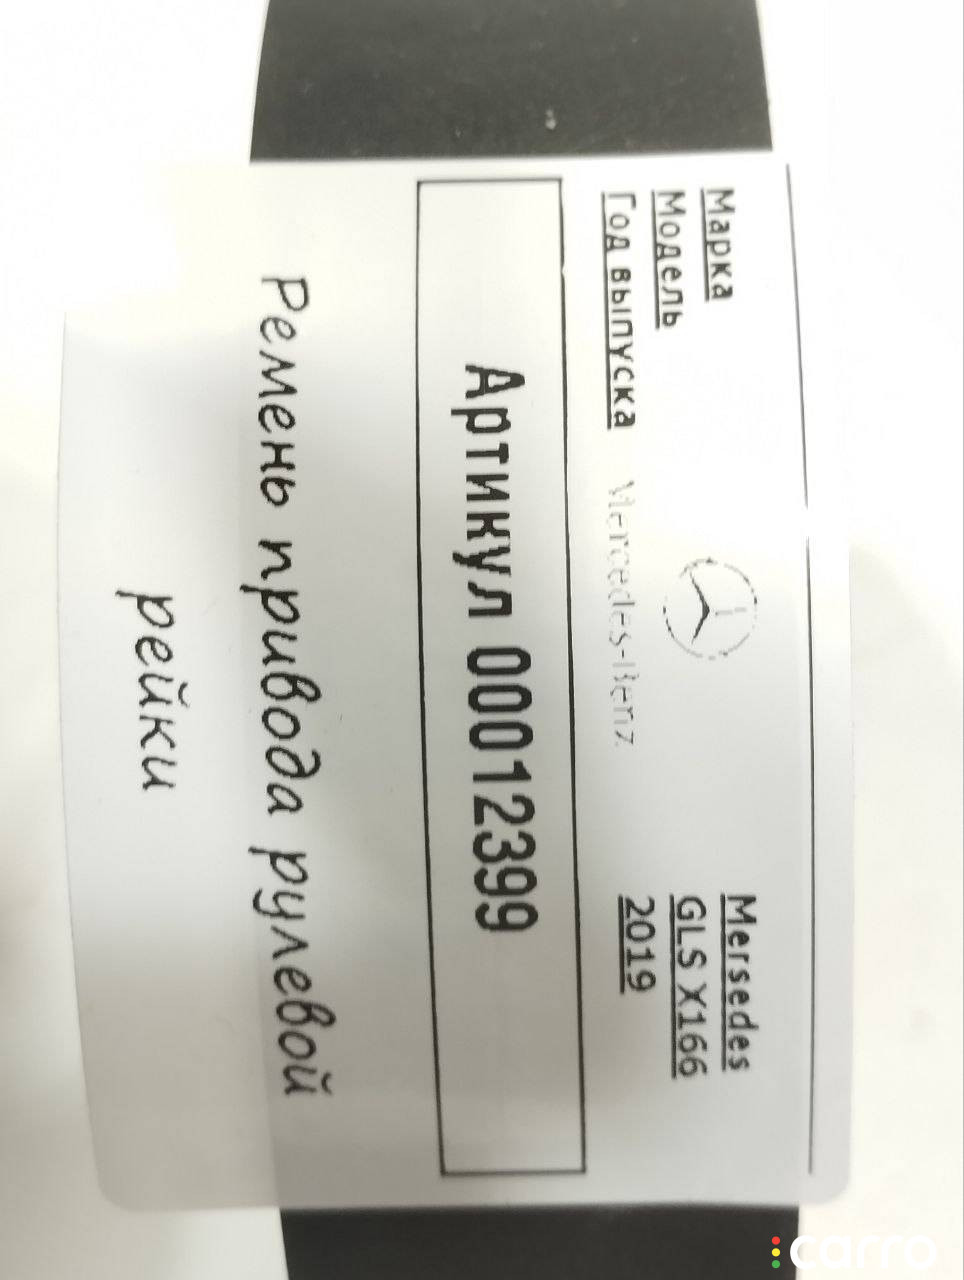 Марка Mersedes
Модель GLS X166
Год выпуска 2019
Mercedes-Benz
Артикул 00012399
Ремень привода рулевой
рейки
carro